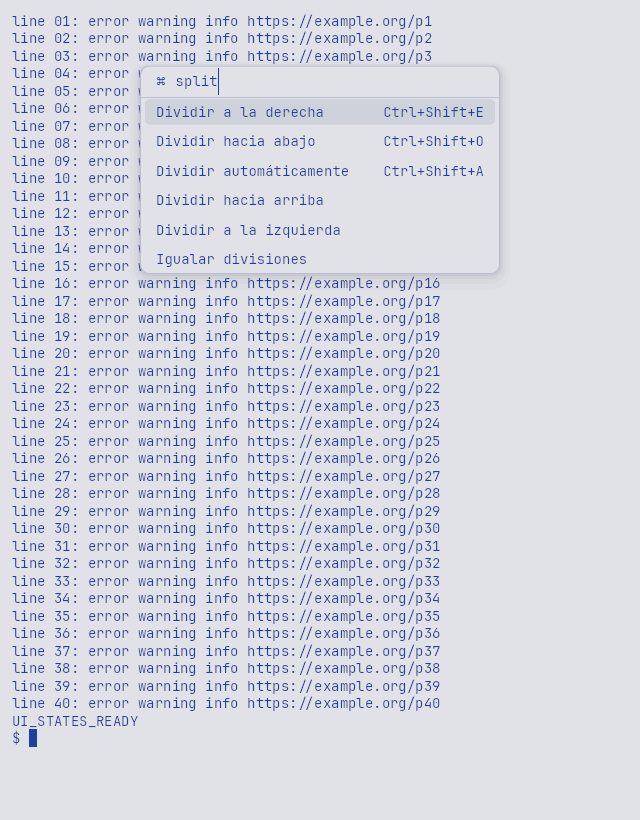 line 01: error warning info https://example.org/p1
line 02: error warning info https://example.org/p2
line 03: error warning info https://example.org/p3
line 04: error
⌘ split
line 05: error
line 06: error
Dividir a la derecha Ctrl+Shift+E
line 07: error
line 08: error
Dividir hacia abajo Ctrl+Shift+O
line 09: error
Dividir automáticamente Ctrl+Shift+A
line 10: error
line 11: error
Dividir hacia arriba
line 12: error
line 13: error
Dividir a la izquierda
line 14: error
line 15: error
Igualar divisiones
line 16: error warning info https://example.org/p16
line 17: error warning info https://example.org/p17
line 18: error warning info https://example.org/p18
line 19: error warning info https://example.org/p19
line 20: error warning info https://example.org/p20
line 21: error warning info https://example.org/p21
line 22: error warning info https://example.org/p22
line 23: error warning info https://example.org/p23
line 24: error warning info https://example.org/p24
line 25: error warning info https://example.org/p25
line 26: error warning info https://example.org/p26
line 27: error warning info https://example.org/p27
line 28: error warning info https://example.org/p28
line 29: error warning info https://example.org/p29
line 30: error warning info https://example.org/p30
line 31: error warning info https://example.org/p31
line 32: error warning info https://example.org/p32
line 33: error warning info https://example.org/p33
line 34: error warning info https://example.org/p34
line 35: error warning info https://example.org/p35
line 36: error warning info https://example.org/p36
line 37: error warning info https://example.org/p37
line 38: error warning info https://example.org/p38
line 39: error warning info https://example.org/p39
line 40: error warning info https://example.org/p40
UI_STATES_READY
$